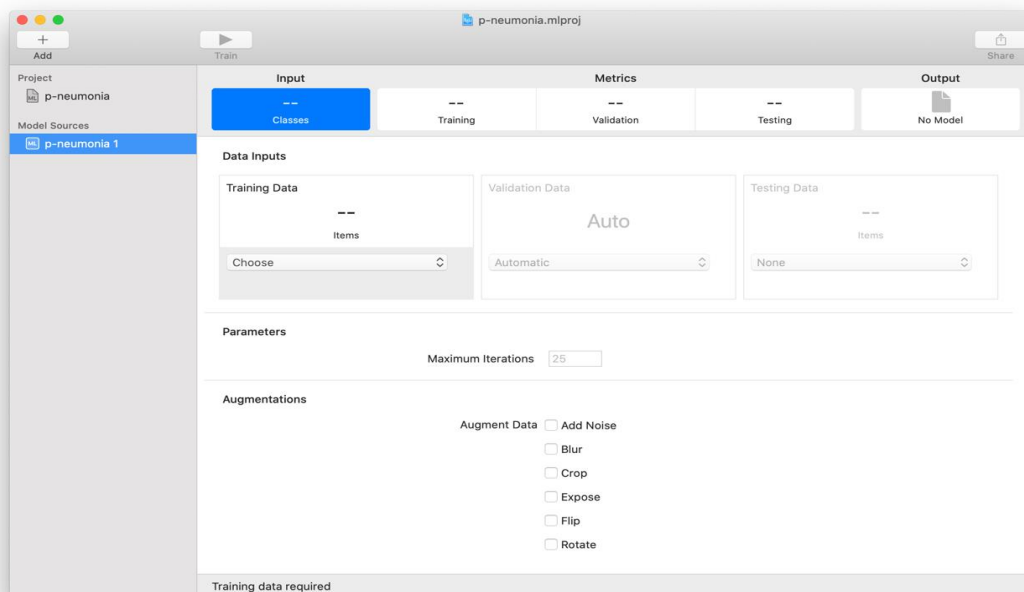 p-neumonia.mlproj
+
Add
Train
Share
Project
p-neumonia
Model Sources
ML p-neumonia 1
Input
Metrics
Output
--
Classes
--
Training
--
Validation
--
Testing
No Model
Data Inputs
Training Data
--
Items
Choose
Validation Data
Auto
Automatic
Testing Data
--
Items
None
Parameters
Maximum Iterations 25
Augmentations
Augment Data Add Noise
Blur
Crop
Expose
Flip
Rotate
Training data required